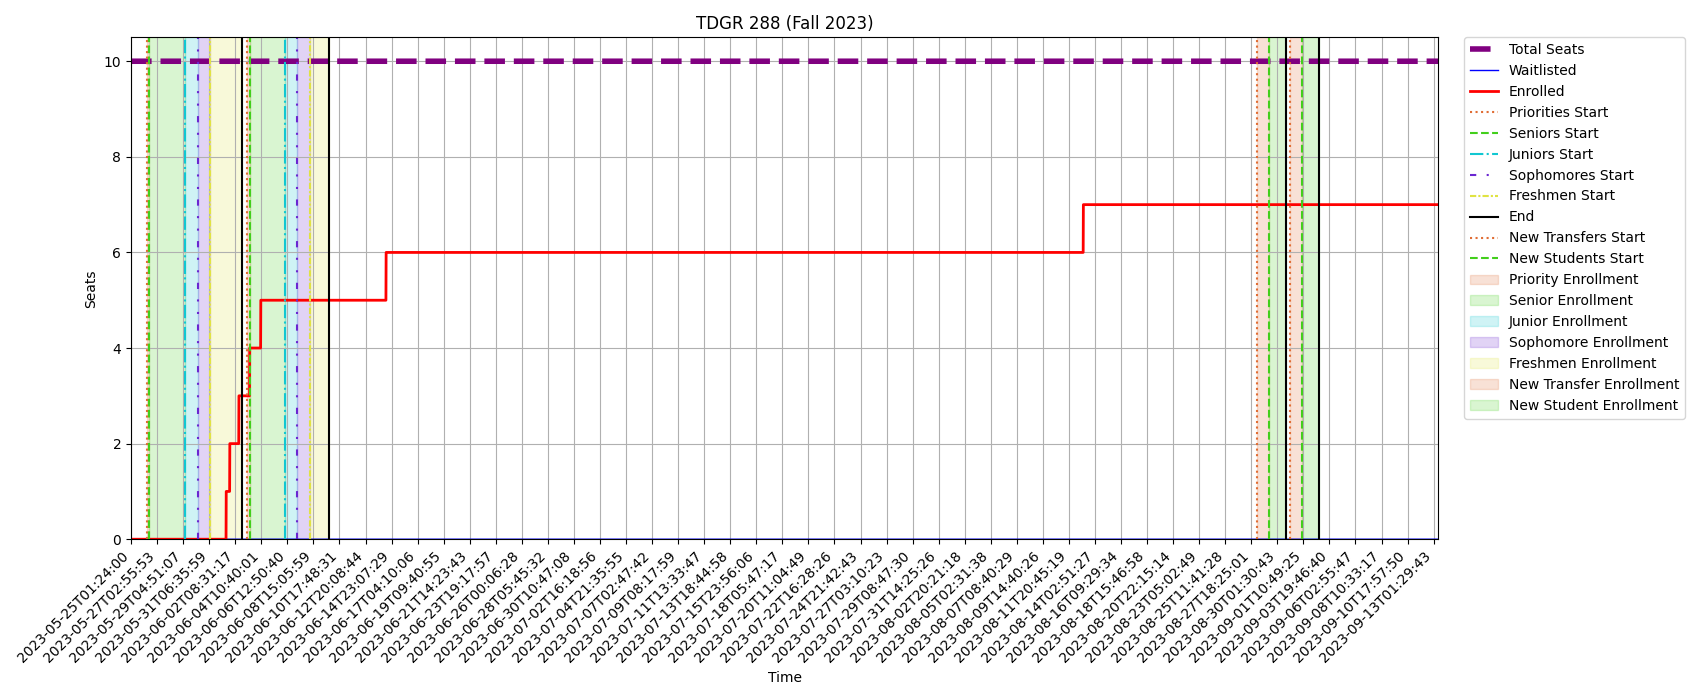 TDGR 288 (Fall 2023)
10
8
6
4
2
0
Seats
2023-05-25T01:24:00
2023-05-27T02:55:53
2023-05-29T04:51:07
2023-05-31T06:35:59
2023-06-02T08:31:17
2023-06-04T10:40:01
2023-06-06T12:50:40
2023-06-08T15:05:59
2023-06-10T17:48:31
2023-06-12T20:08:44
2023-06-14T23:07:29
2023-06-17T04:10:06
2023-06-19T09:40:55
2023-06-21T14:23:43
2023-06-23T19:17:57
2023-06-26T00:06:28
2023-06-28T05:45:32
2023-06-30T10:47:08
2023-07-02T16:18:56
2023-07-04T21:35:55
2023-07-07T02:47:42
2023-07-09T08:17:59
2023-07-11T13:33:47
2023-07-13T18:44:58
2023-07-15T23:56:06
2023-07-18T05:47:17
2023-07-20T11:04:49
2023-07-22T16:28:26
2023-07-24T21:42:43
2023-07-27T03:10:23
2023-07-29T08:47:30
2023-07-31T14:25:26
2023-08-02T20:21:18
2023-08-05T02:31:38
2023-08-07T08:40:29
2023-08-09T14:40:26
2023-08-11T20:45:19
2023-08-14T02:51:27
2023-08-16T09:29:34
2023-08-18T15:46:58
2023-08-20T22:15:14
2023-08-23T05:02:49
2023-08-25T11:41:28
2023-08-27T18:25:01
2023-08-30T01:30:43
2023-09-01T10:49:25
2023-09-03T19:46:40
2023-09-06T02:55:47
2023-09-08T10:33:17
2023-09-10T17:57:50
2023-09-13T01:29:43
Time
Total Seats
Waitlisted
Enrolled
Priorities Start
Seniors Start
Juniors Start
Sophomores Start
Freshmen Start
End
New Transfers Start
New Students Start
Priority Enrollment
Senior Enrollment
Junior Enrollment
Sophomore Enrollment
Freshmen Enrollment
New Transfer Enrollment
New Student Enrollment